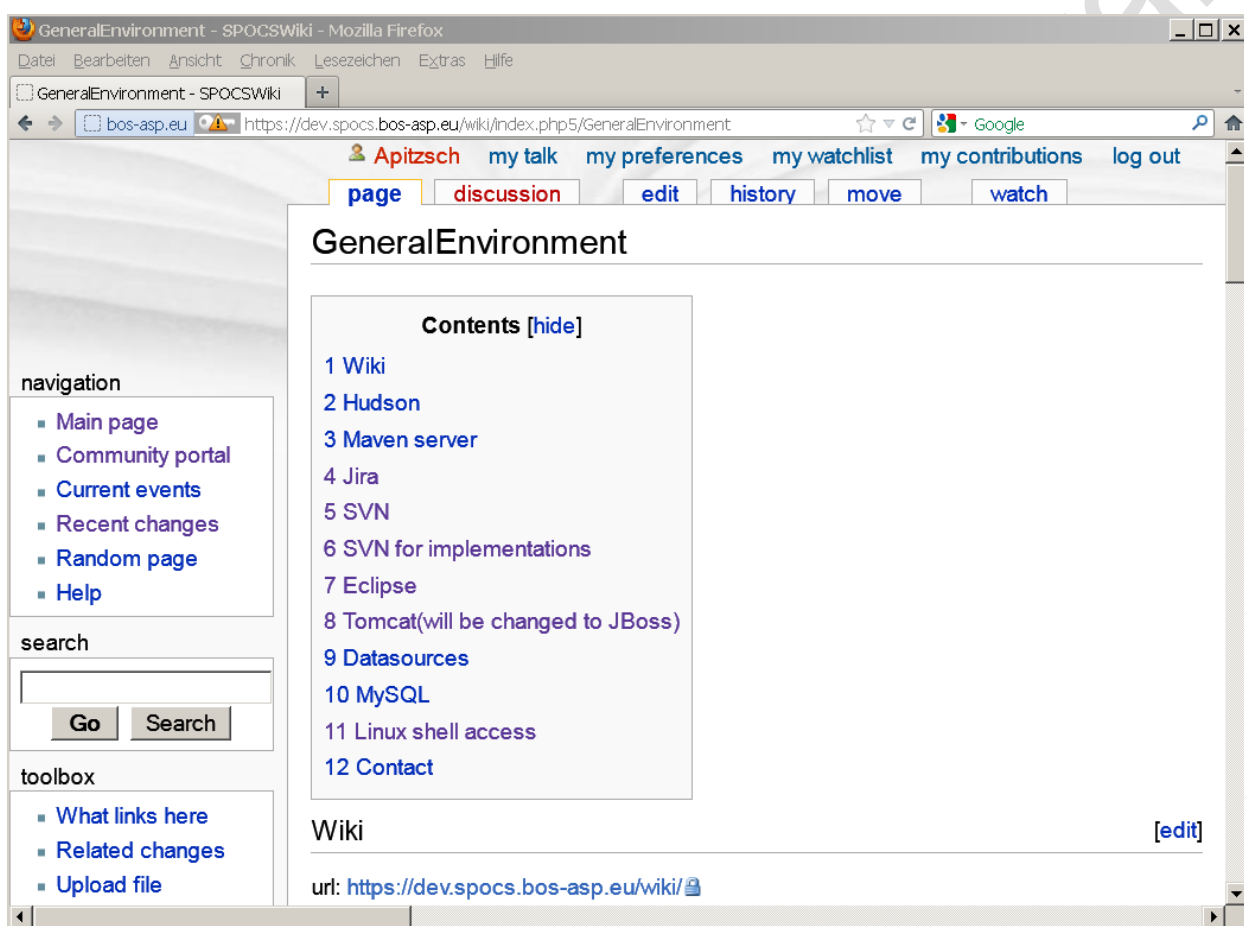 GeneralEnvironment - SPOCSWiki - Mozilla Firefox
Datei Bearbeiten Ansicht Chronik Lesezeichen Extras Hilfe
GeneralEnvironment - SPOCSWiki +
bos-asp.eu https://dev.spocs.bos-asp.eu/wiki/index.php5/GeneralEnvironment Google
Apitzsch my talk my preferences my watchlist my contributions log out
page discussion edit history move watch
GeneralEnvironment
Contents [hide]
1 Wiki
2 Hudson
3 Maven server
4 Jira
5 SVN
6 SVN for implementations
7 Eclipse
8 Tomcat(will be changed to JBoss)
9 Datasources
10 MySQL
11 Linux shell access
12 Contact
navigation
Main page
Community portal
Current events
Recent changes
Random page
Help
search
Go Search
toolbox
What links here
Related changes
Upload file
Wiki [edit]
url: https://dev.spocs.bos-asp.eu/wiki/